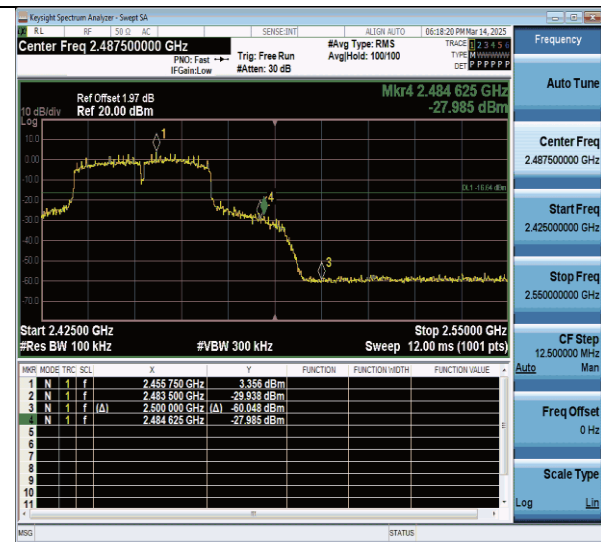 Keysight Spectrum Analyzer - Swept SA
RL RF 50 Ω AC SENSE:INT ALIGN AUTO 06:18:20 PM Mar 14, 2025
Center Freq 2.487500000 GHz
PNO: Fast
IFGain:Low
Trig: Free Run
#Atten: 30 dB
#Avg Type: RMS
Avg|Hold: 100/100
TRACE 1 2 3 4 5 6
TYPE M W W W W W
DET P P P P P P
Frequency
Auto Tune
Center Freq
2.487500000 GHz
Start Freq
2.425000000 GHz
Stop Freq
2.550000000 GHz
CF Step
12.500000 MHz
Auto Man
Freq Offset
0 Hz
Scale Type
Log Lin
Ref Offset 1.97 dB
10 dB/div Ref 20.00 dBm
Log
Mkr4 2.484 625 GHz
-27.985 dBm
10.0
0.00
-10.0
-20.0
-30.0
-40.0
-50.0
-60.0
-70.0
1
4
3
DL1 -16.64 dBm
Start 2.42500 GHz Stop 2.55000 GHz
#Res BW 100 kHz #VBW 300 kHz Sweep 12.00 ms (1001 pts)
MKR MODE TRC SCL X Y FUNCTION FUNCTION WIDTH FUNCTION VALUE
1 N 1 f 2.455 750 GHz 3.356 dBm
2 N 1 f 2.483 500 GHz -29.938 dBm
3 N 1 f (Δ) 2.500 000 GHz (Δ) -60.048 dBm
4 N 1 f 2.484 625 GHz -27.985 dBm
5
6
7
8
9
10
11
MSG STATUS